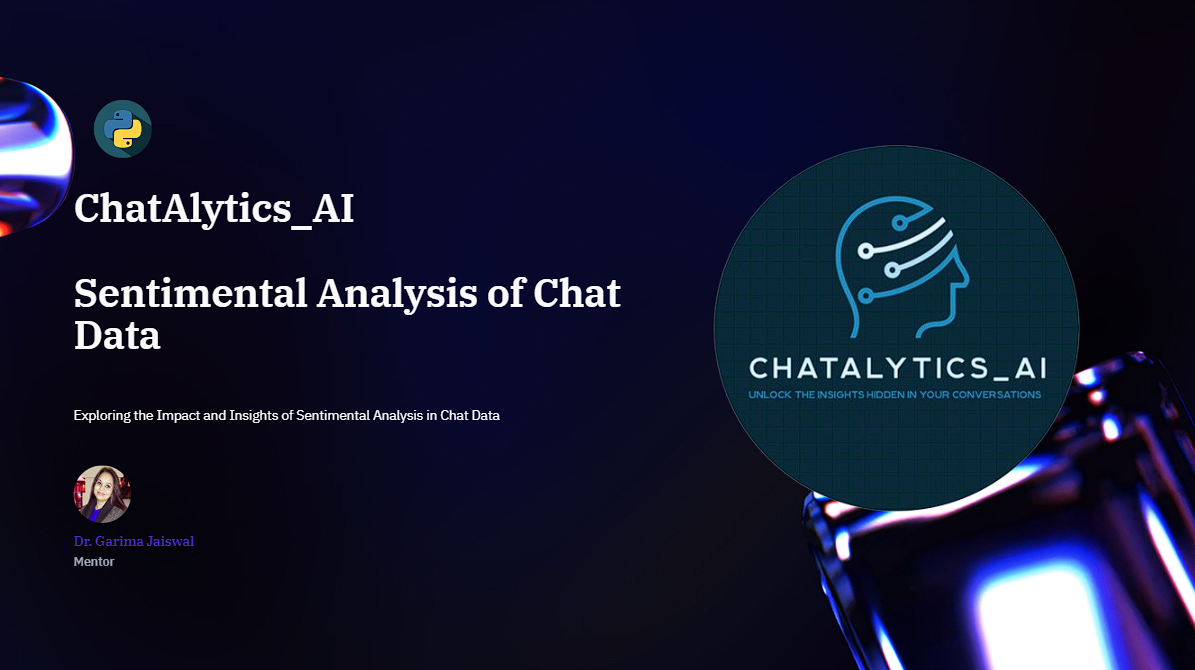 ChatAlytics_AI
Sentimental Analysis of Chat
Data
Exploring the Impact and Insights of Sentimental Analysis in Chat Data
Dr. Garima Jaiswal
Mentor
CHATALYTICS_AI
UNLOCK THE INSIGHTS HIDDEN IN YOUR CONVERSATIONS